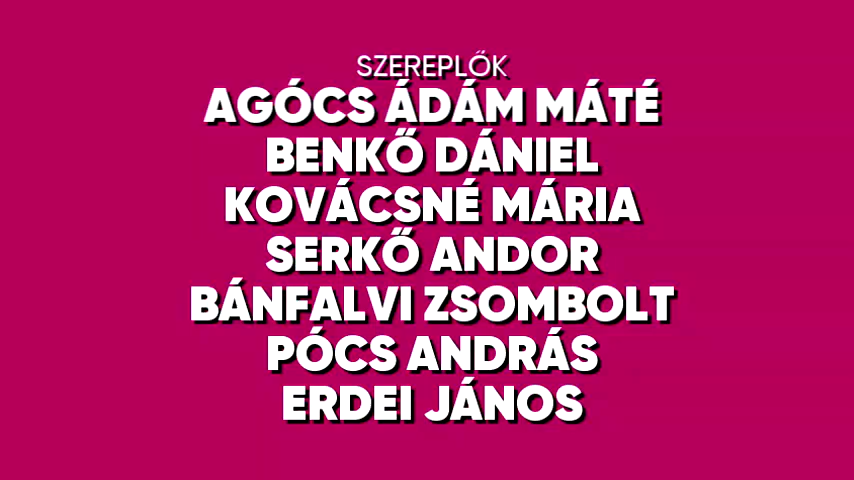 SZEREPLŐK
AGÓCS ÁDÁM MÁTÉ
BENKŐ DÁNIEL
KOVÁCSNÉ MÁRIA
SERKŐ ANDOR
BÁNFALVI ZSOMBOLT
PÓCS ANDRÁS
ERDEI JÁNOS